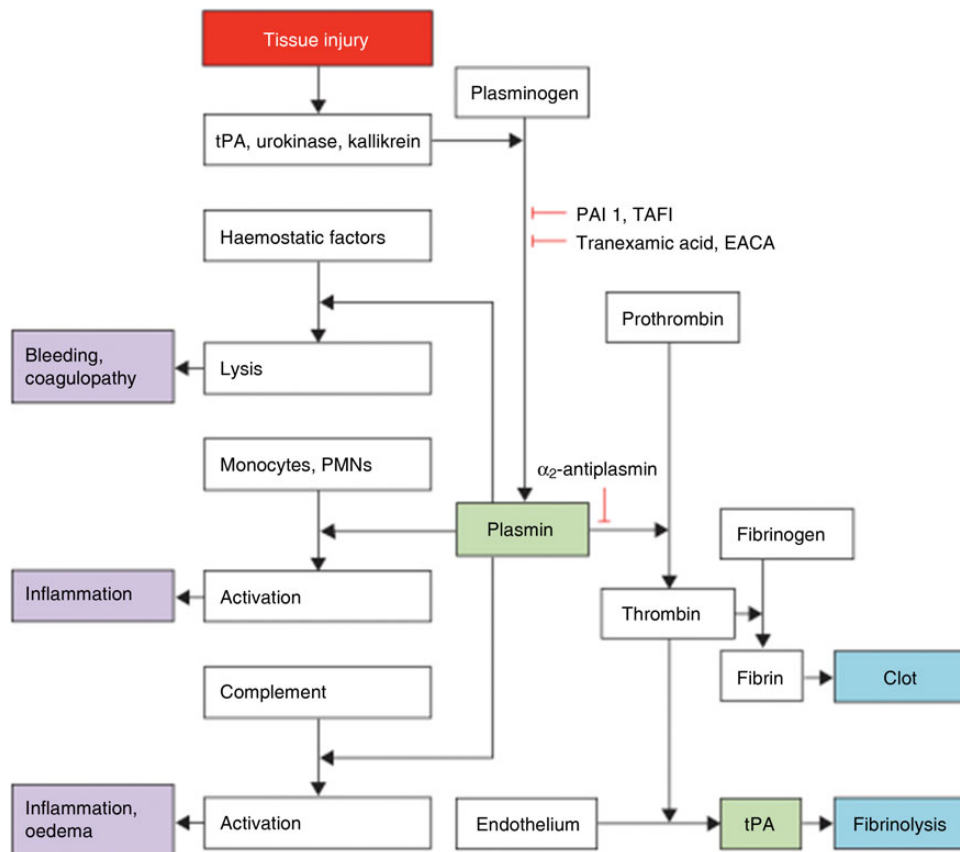 Tissue injury
Plasminogen
tPA, urokinase, kallikrein
PAI 1, TAFI
Haemostatic factors
Tranexamic acid, EACA
Prothrombin
Bleeding,
coagulopathy
Lysis
Monocytes, PMNs
α₂-antiplasmin
Plasmin
Fibrinogen
Inflammation
Activation
Thrombin
Complement
Fibrin
Clot
Inflammation,
oedema
Activation
Endothelium
tPA
Fibrinolysis